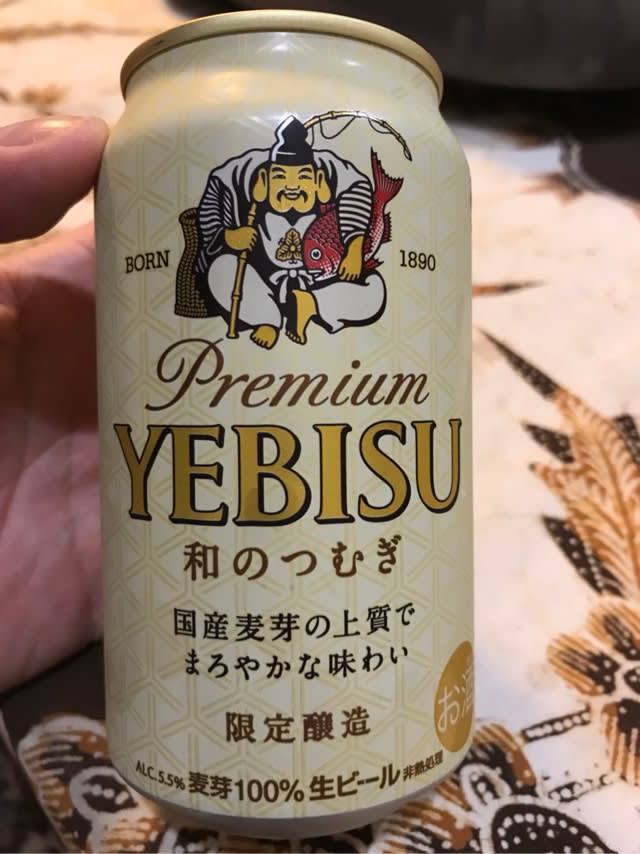 BORN 1890
Premium
YEBISU
和のつむぎ
国産麦芽の上質で
まろやかな味わい
限定醸造
お酒
ALC.5.5% 麦芽100% 生ビール 非熱処理